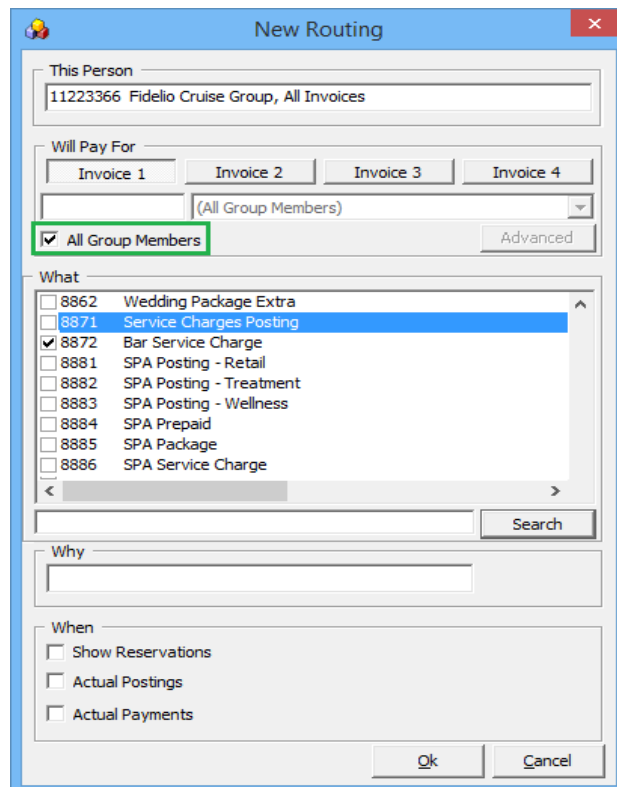 New Routing
This Person
11223366 Fidelio Cruise Group, All Invoices
Will Pay For
Invoice 1 Invoice 2 Invoice 3 Invoice 4
(All Group Members)
All Group Members Advanced
What
8862 Wedding Package Extra
8871 Service Charges Posting
8872 Bar Service Charge
8881 SPA Posting - Retail
8882 SPA Posting - Treatment
8883 SPA Posting - Wellness
8884 SPA Prepaid
8885 SPA Package
8886 SPA Service Charge
Search
Why
When
Show Reservations
Actual Postings
Actual Payments
Ok Cancel